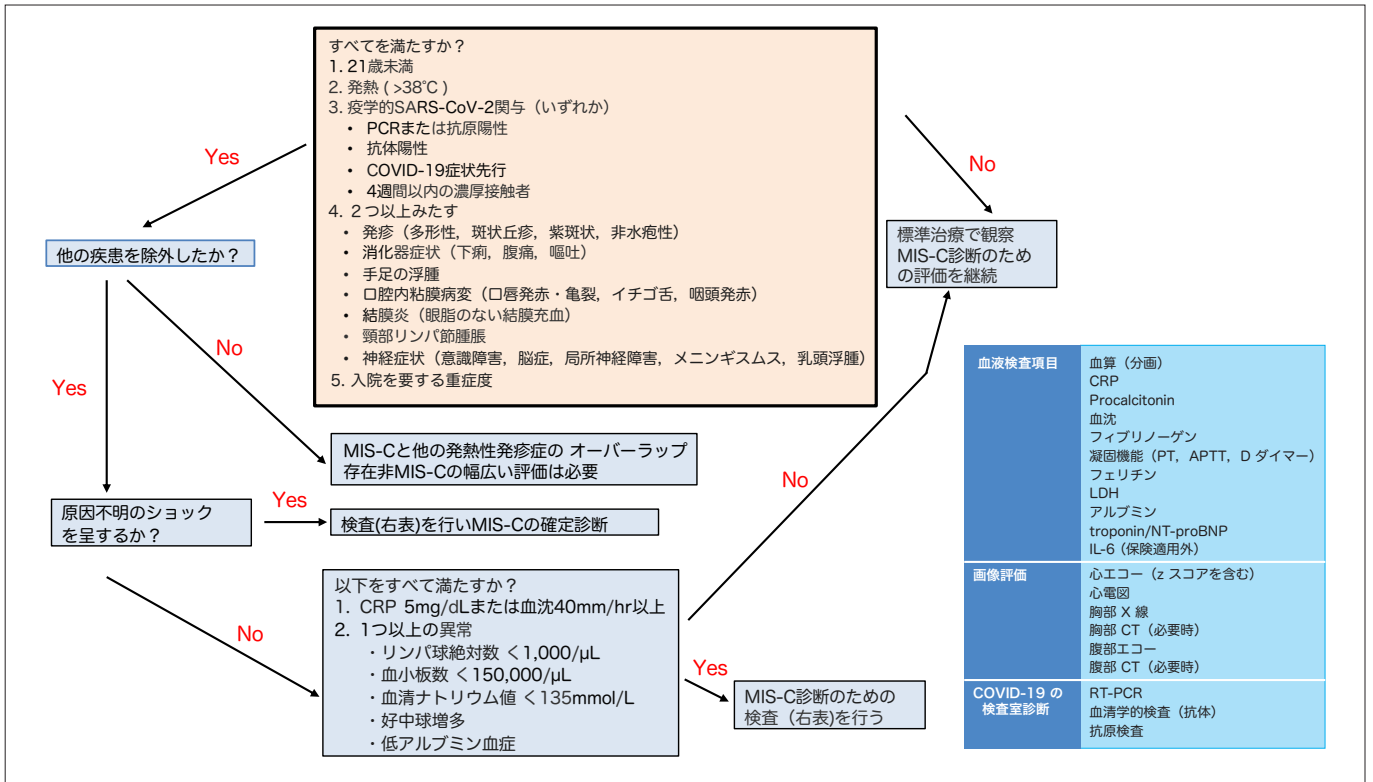 すべてを満たすか？
1. 21歳未満
2. 発熱 ( >38℃ )
3. 疫学的SARS-CoV-2関与（いずれか）
• PCRまたは抗原陽性
• 抗体陽性
• COVID-19症状先行
• 4週間以内の濃厚接触者
4. ２つ以上みたす
• 発疹（多形性，斑状丘疹，紫斑状，非水疱性）
• 消化器症状（下痢，腹痛，嘔吐）
• 手足の浮腫
• 口腔内粘膜病変（口唇発赤・亀裂，イチゴ舌，咽頭発赤）
• 結膜炎（眼脂のない結膜充血）
• 頸部リンパ節腫脹
• 神経症状（意識障害，脳症，局所神経障害，メニンギスムス，乳頭浮腫）
5. 入院を要する重症度
Yes
No
他の疾患を除外したか？
標準治療で観察
MIS-C診断のため
の評価を継続
Yes
No
MIS-Cと他の発熱性発疹症の オーバーラップ
存在非MIS-Cの幅広い評価は必要
原因不明のショック
を呈するか？
Yes
検査(右表)を行いMIS-Cの確定診断
No
以下をすべて満たすか？
1. CRP 5mg/dLまたは血沈40mm/hr以上
2. 1つ以上の異常
・リンパ球絶対数 <1,000/μL
・血小板数 <150,000/μL
・血清ナトリウム値 <135mmol/L
・好中球増多
・低アルブミン血症
No
Yes
MIS-C診断のための
検査（右表)を行う
血液検査項目
血算（分画）
CRP
Procalcitonin
血沈
フィブリノーゲン
凝固機能（PT，APTT，D ダイマー）
フェリチン
LDH
アルブミン
troponin/NT-proBNP
IL-6（保険適用外）
画像評価
心エコー（z スコアを含む）
心電図
胸部 X 線
胸部 CT（必要時）
腹部エコー
腹部 CT（必要時）
COVID-19 の
検査室診断
RT-PCR
血清学的検査（抗体）
抗原検査